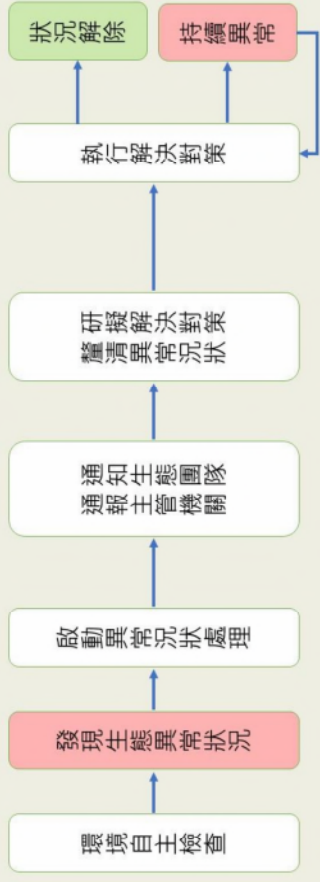 環境自主檢查
發現生態異常狀況
啟動異常況狀處理
通知生態團隊
通報主管機關
研擬解決對策
釐清異常況狀
執行解決對策
狀況解除
持續異常